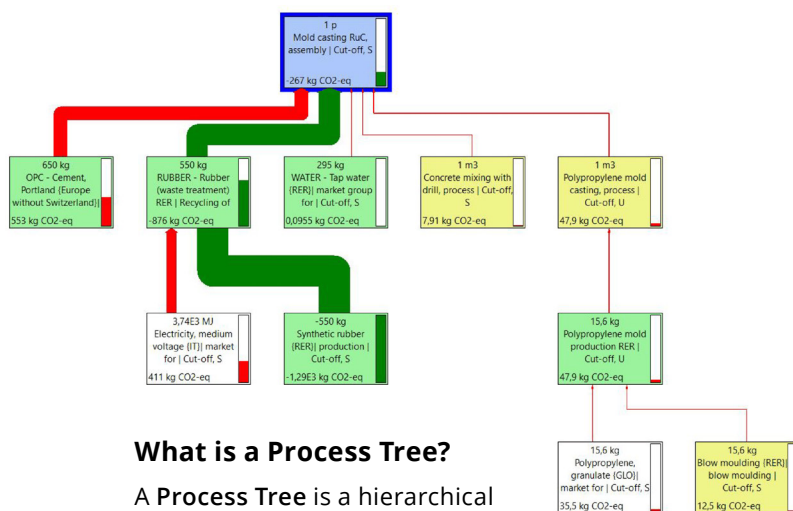 1 p
Mold casting RuC,
assembly | Cut-off, S
-267 kg CO2-eq
650 kg
OPC - Cement,
Portland {Europe
without Switzerland}|
553 kg CO2-eq
550 kg
RUBBER - Rubber
(waste treatment)
RER | Recycling of
-876 kg CO2-eq
295 kg
WATER - Tap water
{RER}| market group
for | Cut-off, S
0,0955 kg CO2-eq
1 m3
Concrete mixing with
drill, process | Cut-off,
S
7,91 kg CO2-eq
1 m3
Polypropylene mold
casting, process |
Cut-off, U
47,9 kg CO2-eq
3,74E3 MJ
Electricity, medium
voltage {IT}| market
for | Cut-off, S
411 kg CO2-eq
-550 kg
Synthetic rubber
{RER}| production |
Cut-off, S
-1,29E3 kg CO2-eq
15,6 kg
Polypropylene mold
production RER |
Cut-off, U
47,9 kg CO2-eq
15,6 kg
Polypropylene,
granulate {GLO}|
market for | Cut-off, S
35,5 kg CO2-eq
15,6 kg
Blow moulding {RER}|
blow moulding |
Cut-off, S
12,5 kg CO2-eq
What is a Process Tree?
A Process Tree is a hierarchical